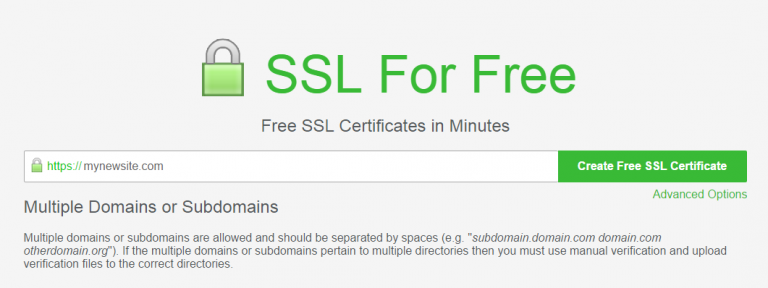 SSL For Free
Free SSL Certificates in Minutes
https:// mynewsite.com
Create Free SSL Certificate
Advanced Options
Multiple Domains or Subdomains
Multiple domains or subdomains are allowed and should be separated by spaces (e.g. "subdomain.domain.com domain.com
otherdomain.org"). If the multiple domains or subdomains pertain to multiple directories then you must use manual verification and upload
verification files to the correct directories.